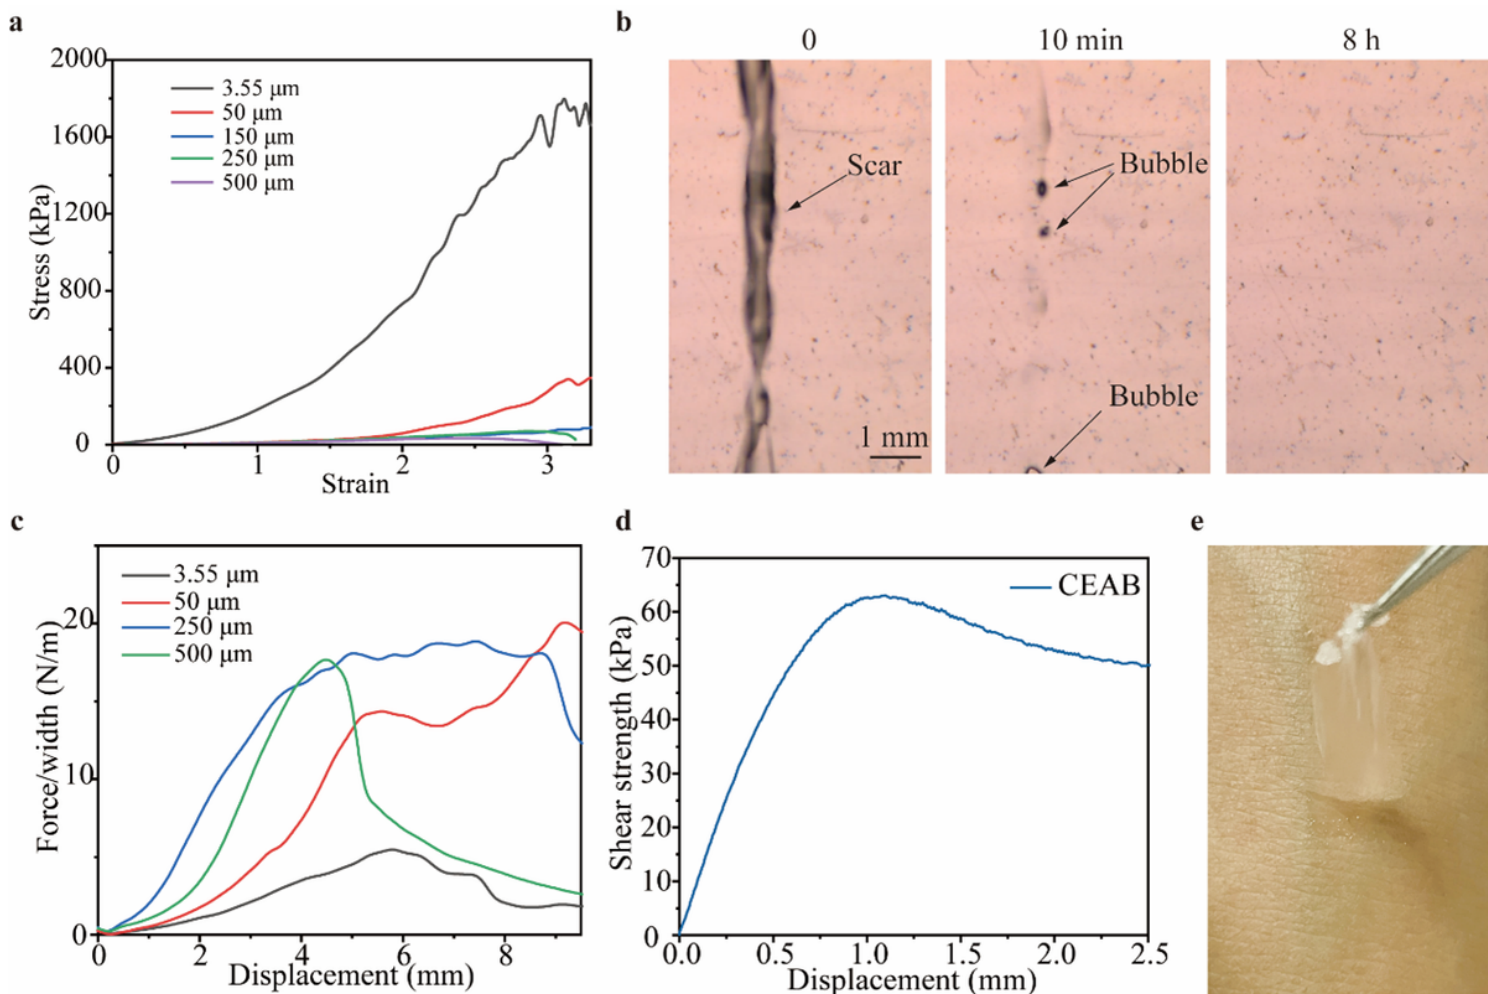 a
2000
1600
1200
800
400
0
Stress (kPa)
3.55 μm
50 μm
150 μm
250 μm
500 μm
0
1
2
3
Strain
b
0
10 min
8 h
Scar
1 mm
Bubble
Bubble
c
20
10
0
Force/width (N/m)
3.55 μm
50 μm
250 μm
500 μm
0
2
4
6
8
Displacement (mm)
d
70
60
50
40
30
20
10
0
Shear strength (kPa)
CEAB
0.0
0.5
1.0
1.5
2.0
2.5
Displacement (mm)
e